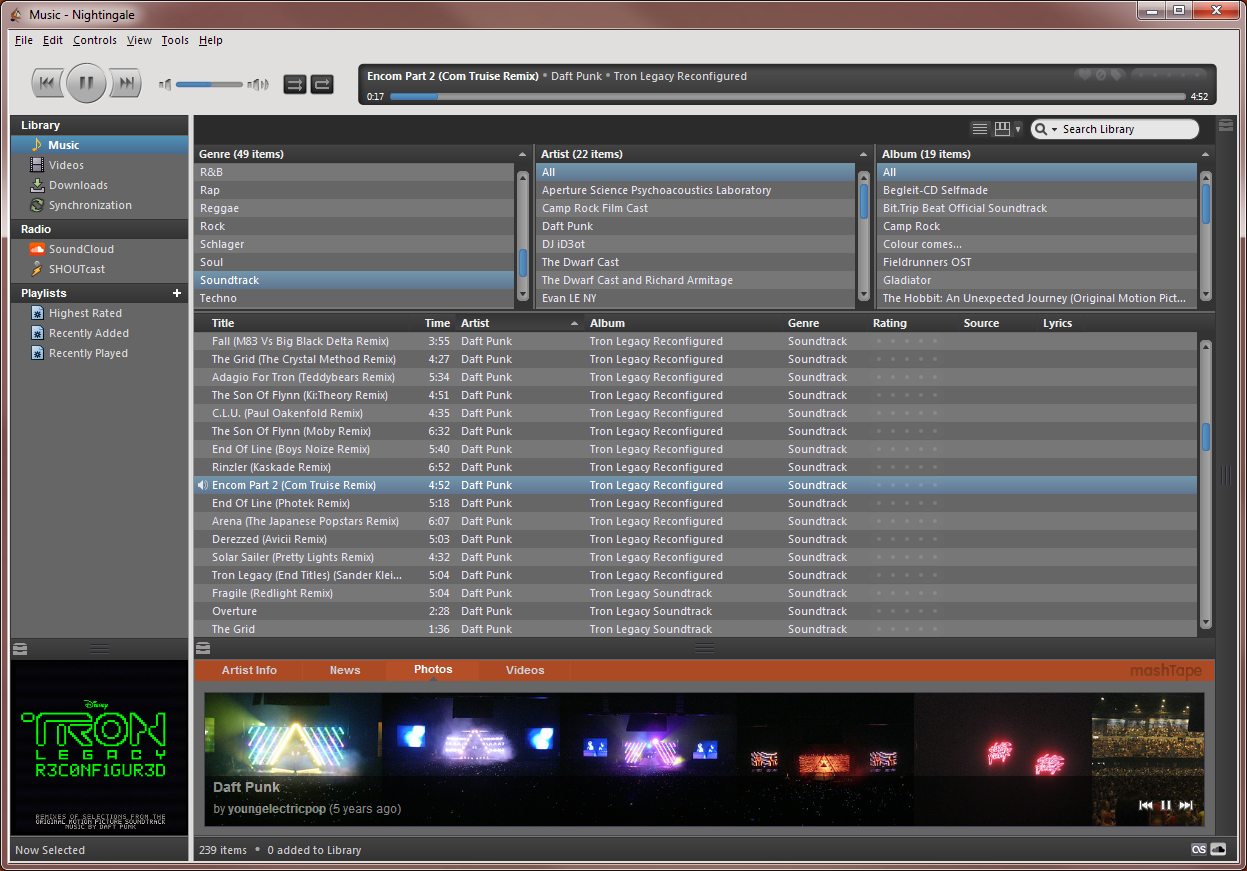 Music - Nightingale
File Edit Controls View Tools Help
Encom Part 2 (Com Truise Remix) • Daft Punk • Tron Legacy Reconfigured
0:17 4:52
Library
Music
Videos
Downloads
Synchronization
Radio
SoundCloud
SHOUTcast
Playlists +
Highest Rated
Recently Added
Recently Played
Search Library
Genre (49 items)
R&B
Rap
Reggae
Rock
Schlager
Soul
Soundtrack
Techno
Artist (22 items)
All
Aperture Science Psychoacoustics Laboratory
Camp Rock Film Cast
Daft Punk
DJ iD3ot
The Dwarf Cast
The Dwarf Cast and Richard Armitage
Evan LE NY
Album (19 items)
All
Begleit-CD Selfmade
Bit.Trip Beat Official Soundtrack
Camp Rock
Colour comes...
Fieldrunners OST
Gladiator
The Hobbit: An Unexpected Journey (Original Motion Pict...
Title Time Artist Album Genre Rating Source Lyrics
Fall (M83 Vs Big Black Delta Remix) 3:55 Daft Punk Tron Legacy Reconfigured Soundtrack
The Grid (The Crystal Method Remix) 4:27 Daft Punk Tron Legacy Reconfigured Soundtrack
Adagio For Tron (Teddybears Remix) 5:34 Daft Punk Tron Legacy Reconfigured Soundtrack
The Son Of Flynn (Ki:Theory Remix) 4:51 Daft Punk Tron Legacy Reconfigured Soundtrack
C.L.U. (Paul Oakenfold Remix) 4:35 Daft Punk Tron Legacy Reconfigured Soundtrack
The Son Of Flynn (Moby Remix) 6:32 Daft Punk Tron Legacy Reconfigured Soundtrack
End Of Line (Boys Noize Remix) 5:40 Daft Punk Tron Legacy Reconfigured Soundtrack
Rinzler (Kaskade Remix) 6:52 Daft Punk Tron Legacy Reconfigured Soundtrack
Encom Part 2 (Com Truise Remix) 4:52 Daft Punk Tron Legacy Reconfigured Soundtrack
End Of Line (Photek Remix) 5:18 Daft Punk Tron Legacy Reconfigured Soundtrack
Arena (The Japanese Popstars Remix) 6:07 Daft Punk Tron Legacy Reconfigured Soundtrack
Derezzed (Avicii Remix) 5:03 Daft Punk Tron Legacy Reconfigured Soundtrack
Solar Sailer (Pretty Lights Remix) 4:32 Daft Punk Tron Legacy Reconfigured Soundtrack
Tron Legacy (End Titles) (Sander Klei... 5:04 Daft Punk Tron Legacy Reconfigured Soundtrack
Fragile (Redlight Remix) 5:04 Daft Punk Tron Legacy Soundtrack Soundtrack
Overture 2:28 Daft Punk Tron Legacy Soundtrack Soundtrack
The Grid 1:36 Daft Punk Tron Legacy Soundtrack Soundtrack
Artist Info News Photos Videos mashTape
Disney
TRON
LEGACY
R3C0NF1GUR3D
REMIXES OF SELECTIONS FROM THE
ORIGINAL MOTION PICTURE SOUNDTRACK
MUSIC BY DAFT PUNK
Daft Punk
by youngelectricpop (5 years ago)
Now Selected
239 items • 0 added to Library